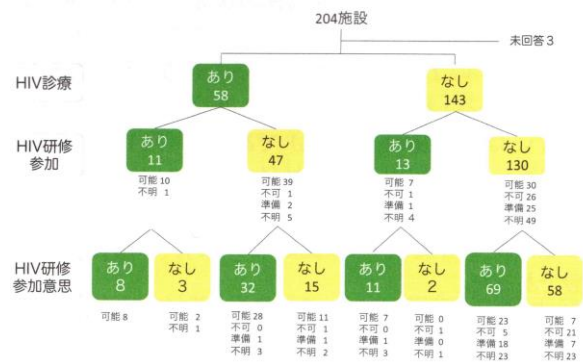 204施設
未回答3
HIV診療
あり
58
なし
143
HIV研修
参加
あり
11
なし
47
あり
13
なし
130
可能 10
不明 1
可能 39
不可 1
準備 2
不明 5
可能 7
不可 1
準備 1
不明 4
可能 30
不可 26
準備 25
不明 49
HIV研修
参加意思
あり
8
なし
3
あり
32
なし
15
あり
11
なし
2
あり
69
なし
58
可能 8
可能 2
不明 1
可能 28
不可 0
準備 1
不明 3
可能 11
不可 1
準備 1
不明 2
可能 7
不可 0
準備 1
不明 3
可能 0
不可 1
準備 0
不明 1
可能 23
不可 5
準備 18
不明 23
可能 7
不可 21
準備 7
不明 23